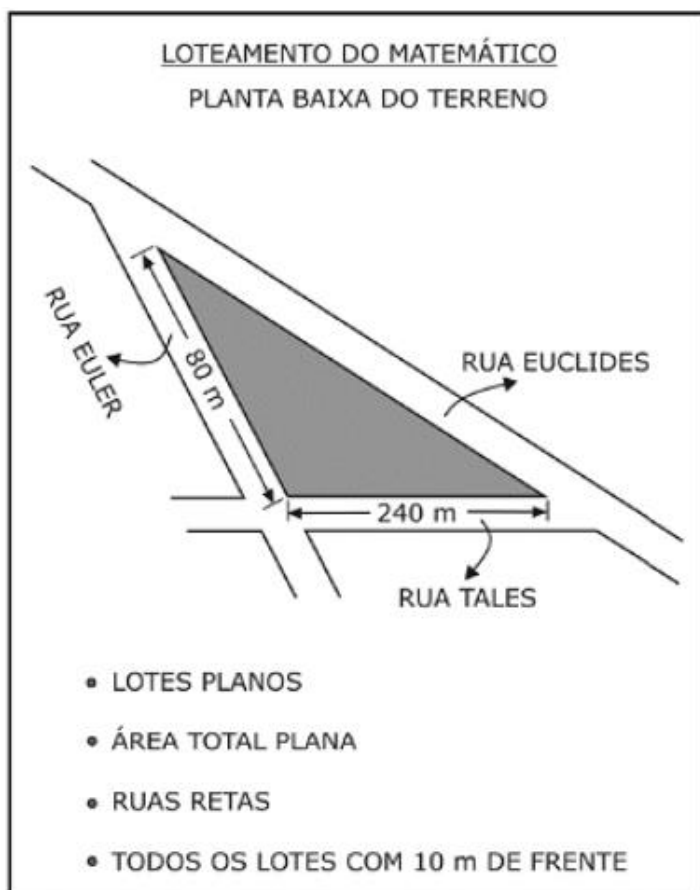 LOTEAMENTO DO MATEMÁTICO
PLANTA BAIXA DO TERRENO
RUA EULER
80 m
RUA EUCLIDES
240 m
RUA TALES
• LOTES PLANOS
• ÁREA TOTAL PLANA
• RUAS RETAS
• TODOS OS LOTES COM 10 m DE FRENTE